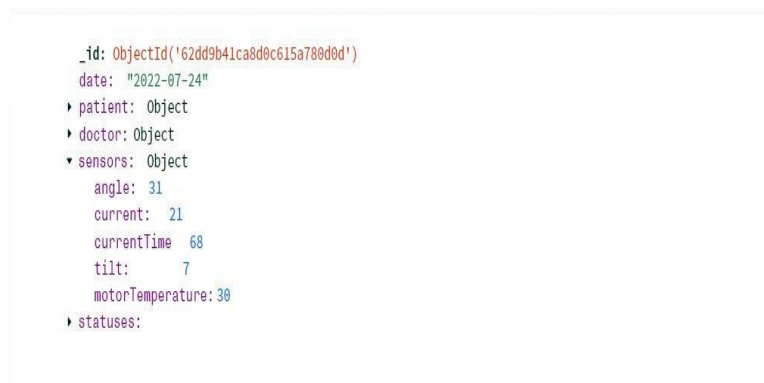 _id: ObjectId('62dd9b41ca8d0c615a780d0d')
date: "2022-07-24"
patient: Object
doctor: Object
sensors: Object
angle: 31
current: 21
currentTime 68
tilt: 7
motorTemperature: 30
statuses: